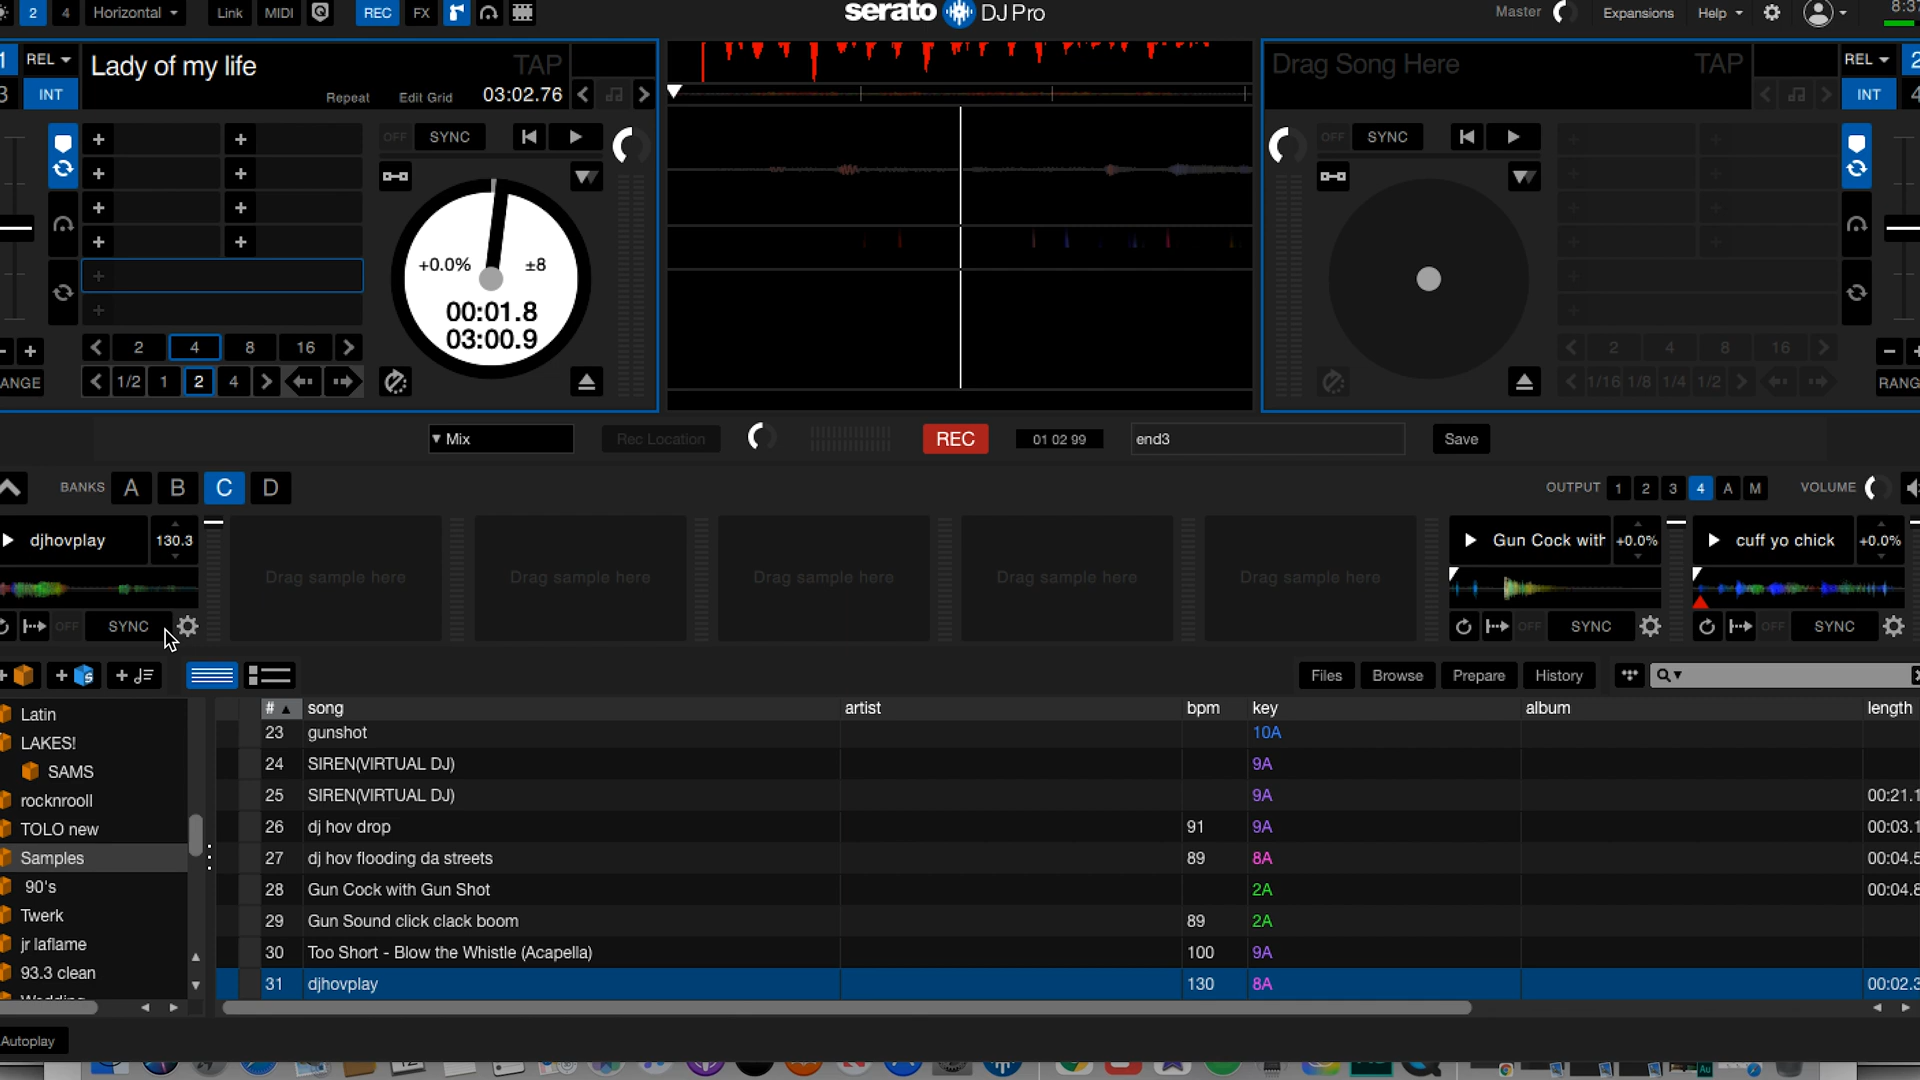 2 4 Horizontal Link MIDI REC FX serato DJ Pro Master Expansions Help 8:37
1 REL Lady of my life TAP Drag Song Here TAP REL 2
3 INT Repeat Edit Grid 03:02.76 INT 4
OFF SYNC OFF SYNC
+0.0% ±8
00:01.8
03:00.9
2 4 8 16 2 4 8 16
ANGE 1/2 1 2 4 1/16 1/8 1/4 1/2 RANG
Mix Rec Location REC 01 02 99 end3 Save
BANKS A B C D OUTPUT 1 2 3 4 A M VOLUME
djhovplay 130.3 Gun Cock with +0.0% cuff yo chick +0.0%
Drag sample here Drag sample here Drag sample here Drag sample here Drag sample here
OFF SYNC OFF SYNC OFF SYNC
Files Browse Prepare History
# song artist bpm key album length
Latin
LAKES!
SAMS
rocknrooll
TOLO new
Samples
90's
Twerk
jr laflame
93.3 clean
Wedding
23 gunshot 10A
24 SIREN(VIRTUAL DJ) 9A
25 SIREN(VIRTUAL DJ) 9A 00:21.1
26 dj hov drop 91 9A 00:03.1
27 dj hov flooding da streets 89 8A 00:04.5
28 Gun Cock with Gun Shot 2A 00:04.8
29 Gun Sound click clack boom 89 2A
30 Too Short - Blow the Whistle (Acapella) 100 9A
31 djhovplay 130 8A 00:02.3
Autoplay
Au